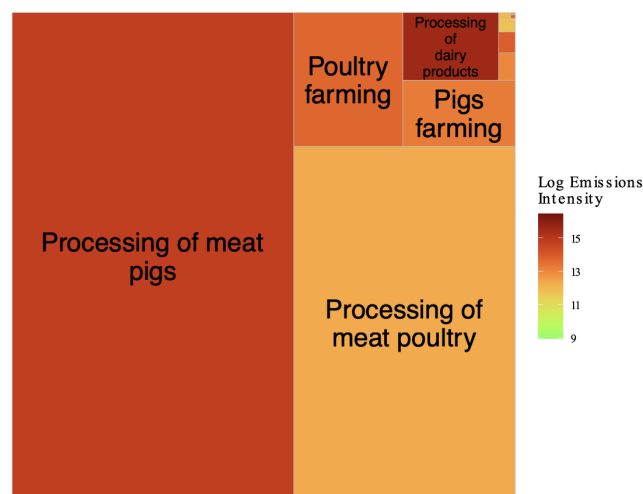 Processing
of
dairy
products
Poultry
farming
Pigs
farming
Processing of meat
pigs
Processing of
meat poultry
Log Emissions
Intensity
15
13
11
9